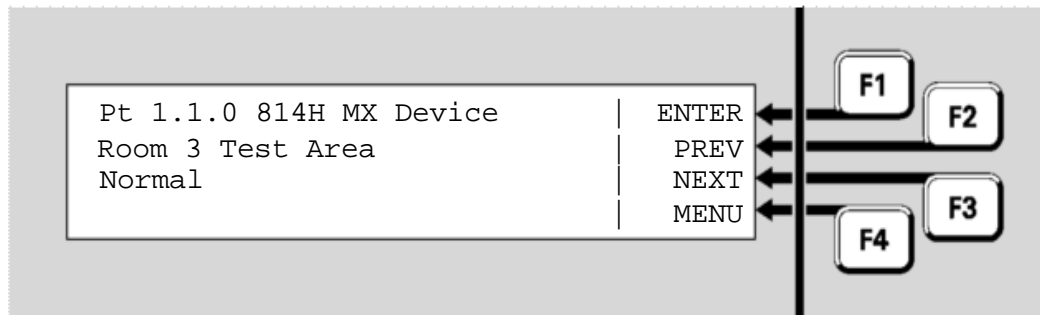 Pt 1.1.0 814H MX Device | ENTER
Room 3 Test Area | PREV
Normal | NEXT
| MENU
F1
F2
F3
F4